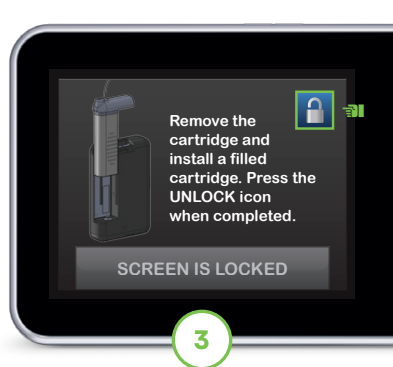 Remove the
cartridge and
install a filled
cartridge. Press the
UNLOCK icon
when completed.
SCREEN IS LOCKED
3